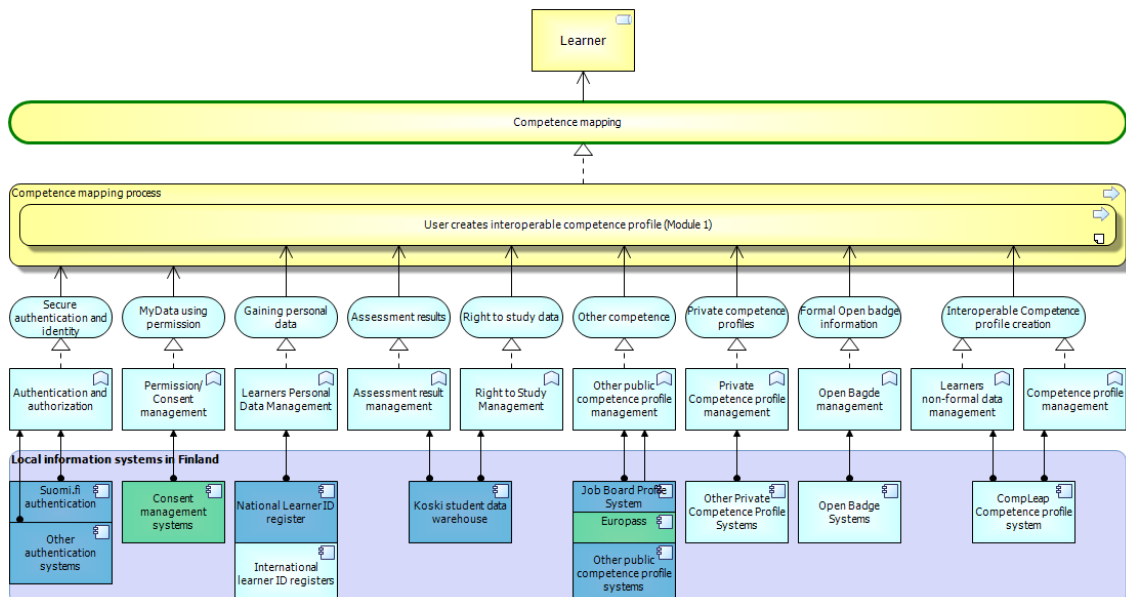 Learner
Competence mapping
Competence mapping process
User creates interoperable competence profile (Module 1)
Secure
authentication and
identity
MyData using
permission
Gaining personal
data
Assessment results
Right to study data
Other competence
Private competence
profiles
Formal Open badge
information
Interoperable Competence
profile creation
Authentication and
authorization
Permission/
Consent
management
Learners Personal
Data Management
Assessment result
management
Right to Study
Management
Other public
competence profile
management
Private
Competence profile
management
Open Bagde
management
Learners
non-formal data
management
Competence profile
management
Local information systems in Finland
Suomi.fi
authentication
Other
authentication
systems
Consent
management
systems
National Learner ID
register
International
learner ID registers
Koski student data
warehouse
Job Board Profile
System
Europass
Other public
competence profile
systems
Other Private
Competence Profile
Systems
Open Badge
Systems
CompLeap
Competence profile
system